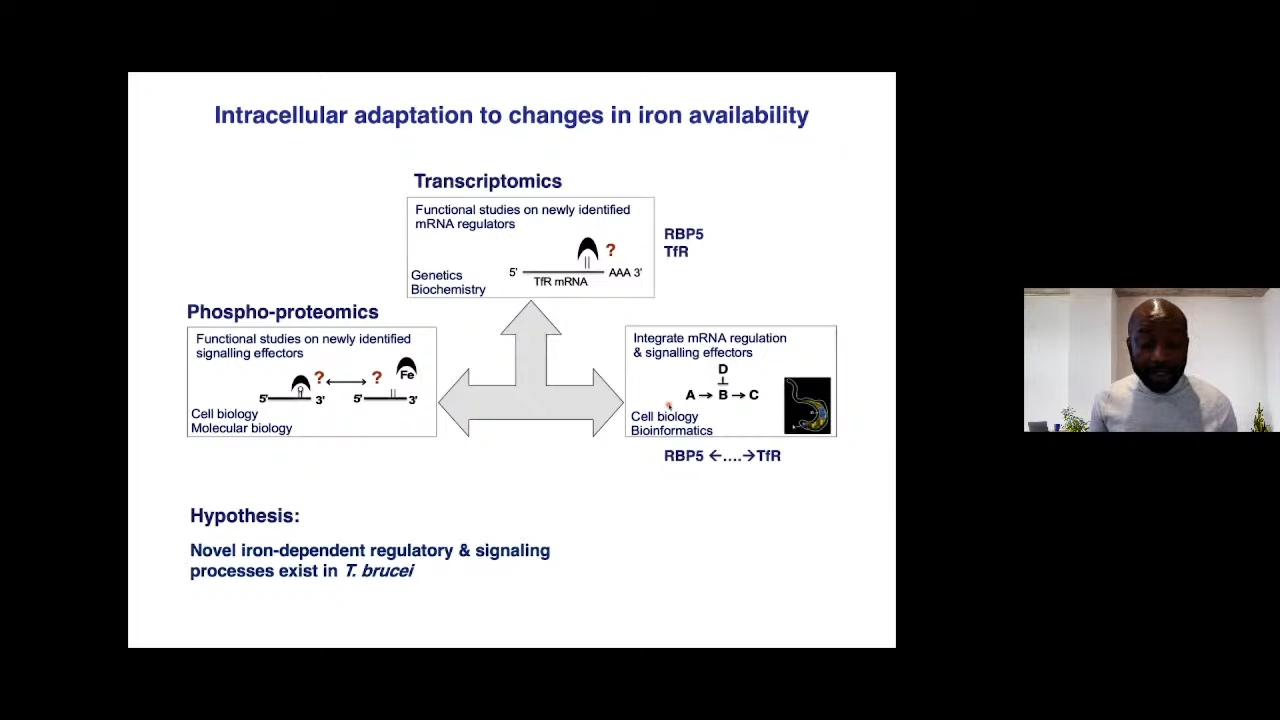 Intracellular adaptation to changes in iron availability
Transcriptomics
Functional studies on newly identified
mRNA regulators
?
5'
AAA 3'
TfR mRNA
Genetics
Biochemistry
RBP5
TfR
Phospho-proteomics
Functional studies on newly identified
signalling effectors
? ? Fe
5' 3' 5' 3'
Cell biology
Molecular biology
Integrate mRNA regulation
& signalling effectors
D
⊥
A → B → C
Cell biology
Bioinformatics
RBP5 ←....→TfR
Hypothesis:
Novel iron-dependent regulatory & signaling
processes exist in T. brucei